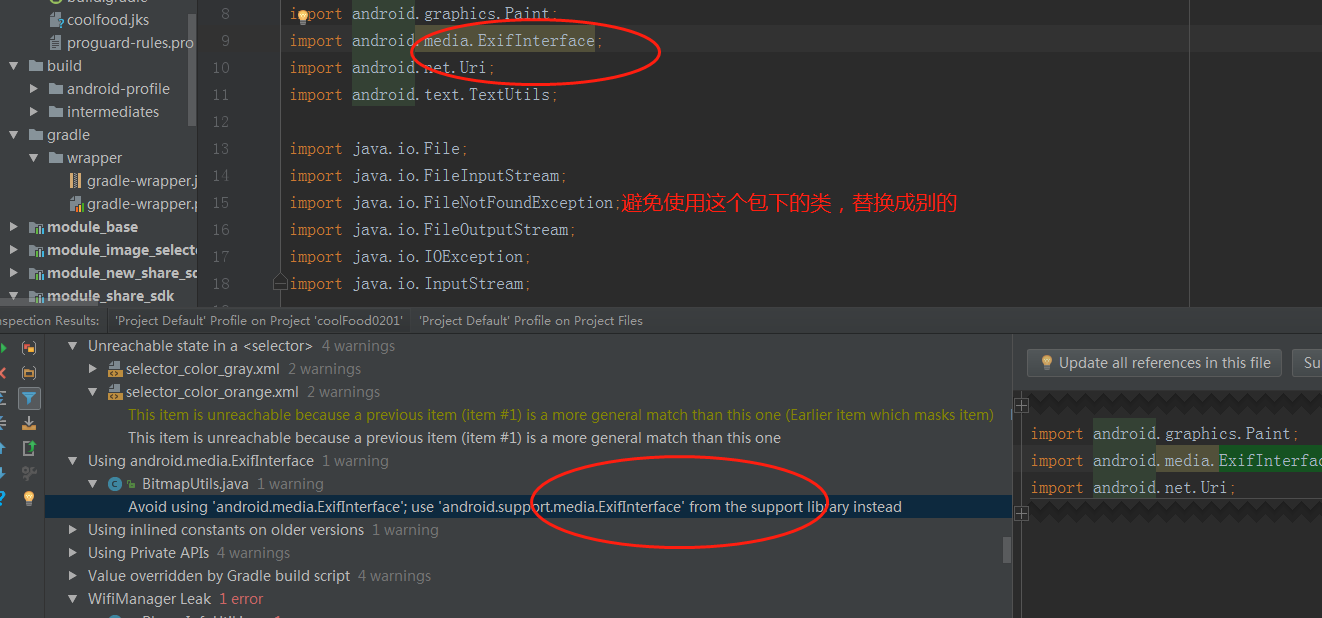 build.gradle
coolfood.jks
proguard-rules.pro
build
android-profile
intermediates
gradle
wrapper
gradle-wrapper.j
gradle-wrapper.p
module_base
module_image_selecto
module_new_share_sd
module_share_sdk
8 import android.graphics.Paint;
9 import android.media.ExifInterface;
10 import android.net.Uri;
11 import android.text.TextUtils;
12
13 import java.io.File;
14 import java.io.FileInputStream;
15 import java.io.FileNotFoundException;避免使用这个包下的类，替换成别的
16 import java.io.FileOutputStream;
17 import java.io.IOException;
18 import java.io.InputStream;
nspection Results: 'Project Default' Profile on Project 'coolFood0201' 'Project Default' Profile on Project Files
Unreachable state in a <selector> 4 warnings
selector_color_gray.xml 2 warnings
selector_color_orange.xml 2 warnings
This item is unreachable because a previous item (item #1) is a more general match than this one (Earlier item which masks item)
This item is unreachable because a previous item (item #1) is a more general match than this one
Using android.media.ExifInterface 1 warning
BitmapUtils.java 1 warning
Avoid using 'android.media.ExifInterface'; use 'android.support.media.ExifInterface' from the support library instead
Using inlined constants on older versions 1 warning
Using Private APIs 4 warnings
Value overridden by Gradle build script 4 warnings
WifiManager Leak 1 error
Update all references in this file
Su
import android.graphics.Paint;
import android.media.ExifInterfac
import android.net.Uri;